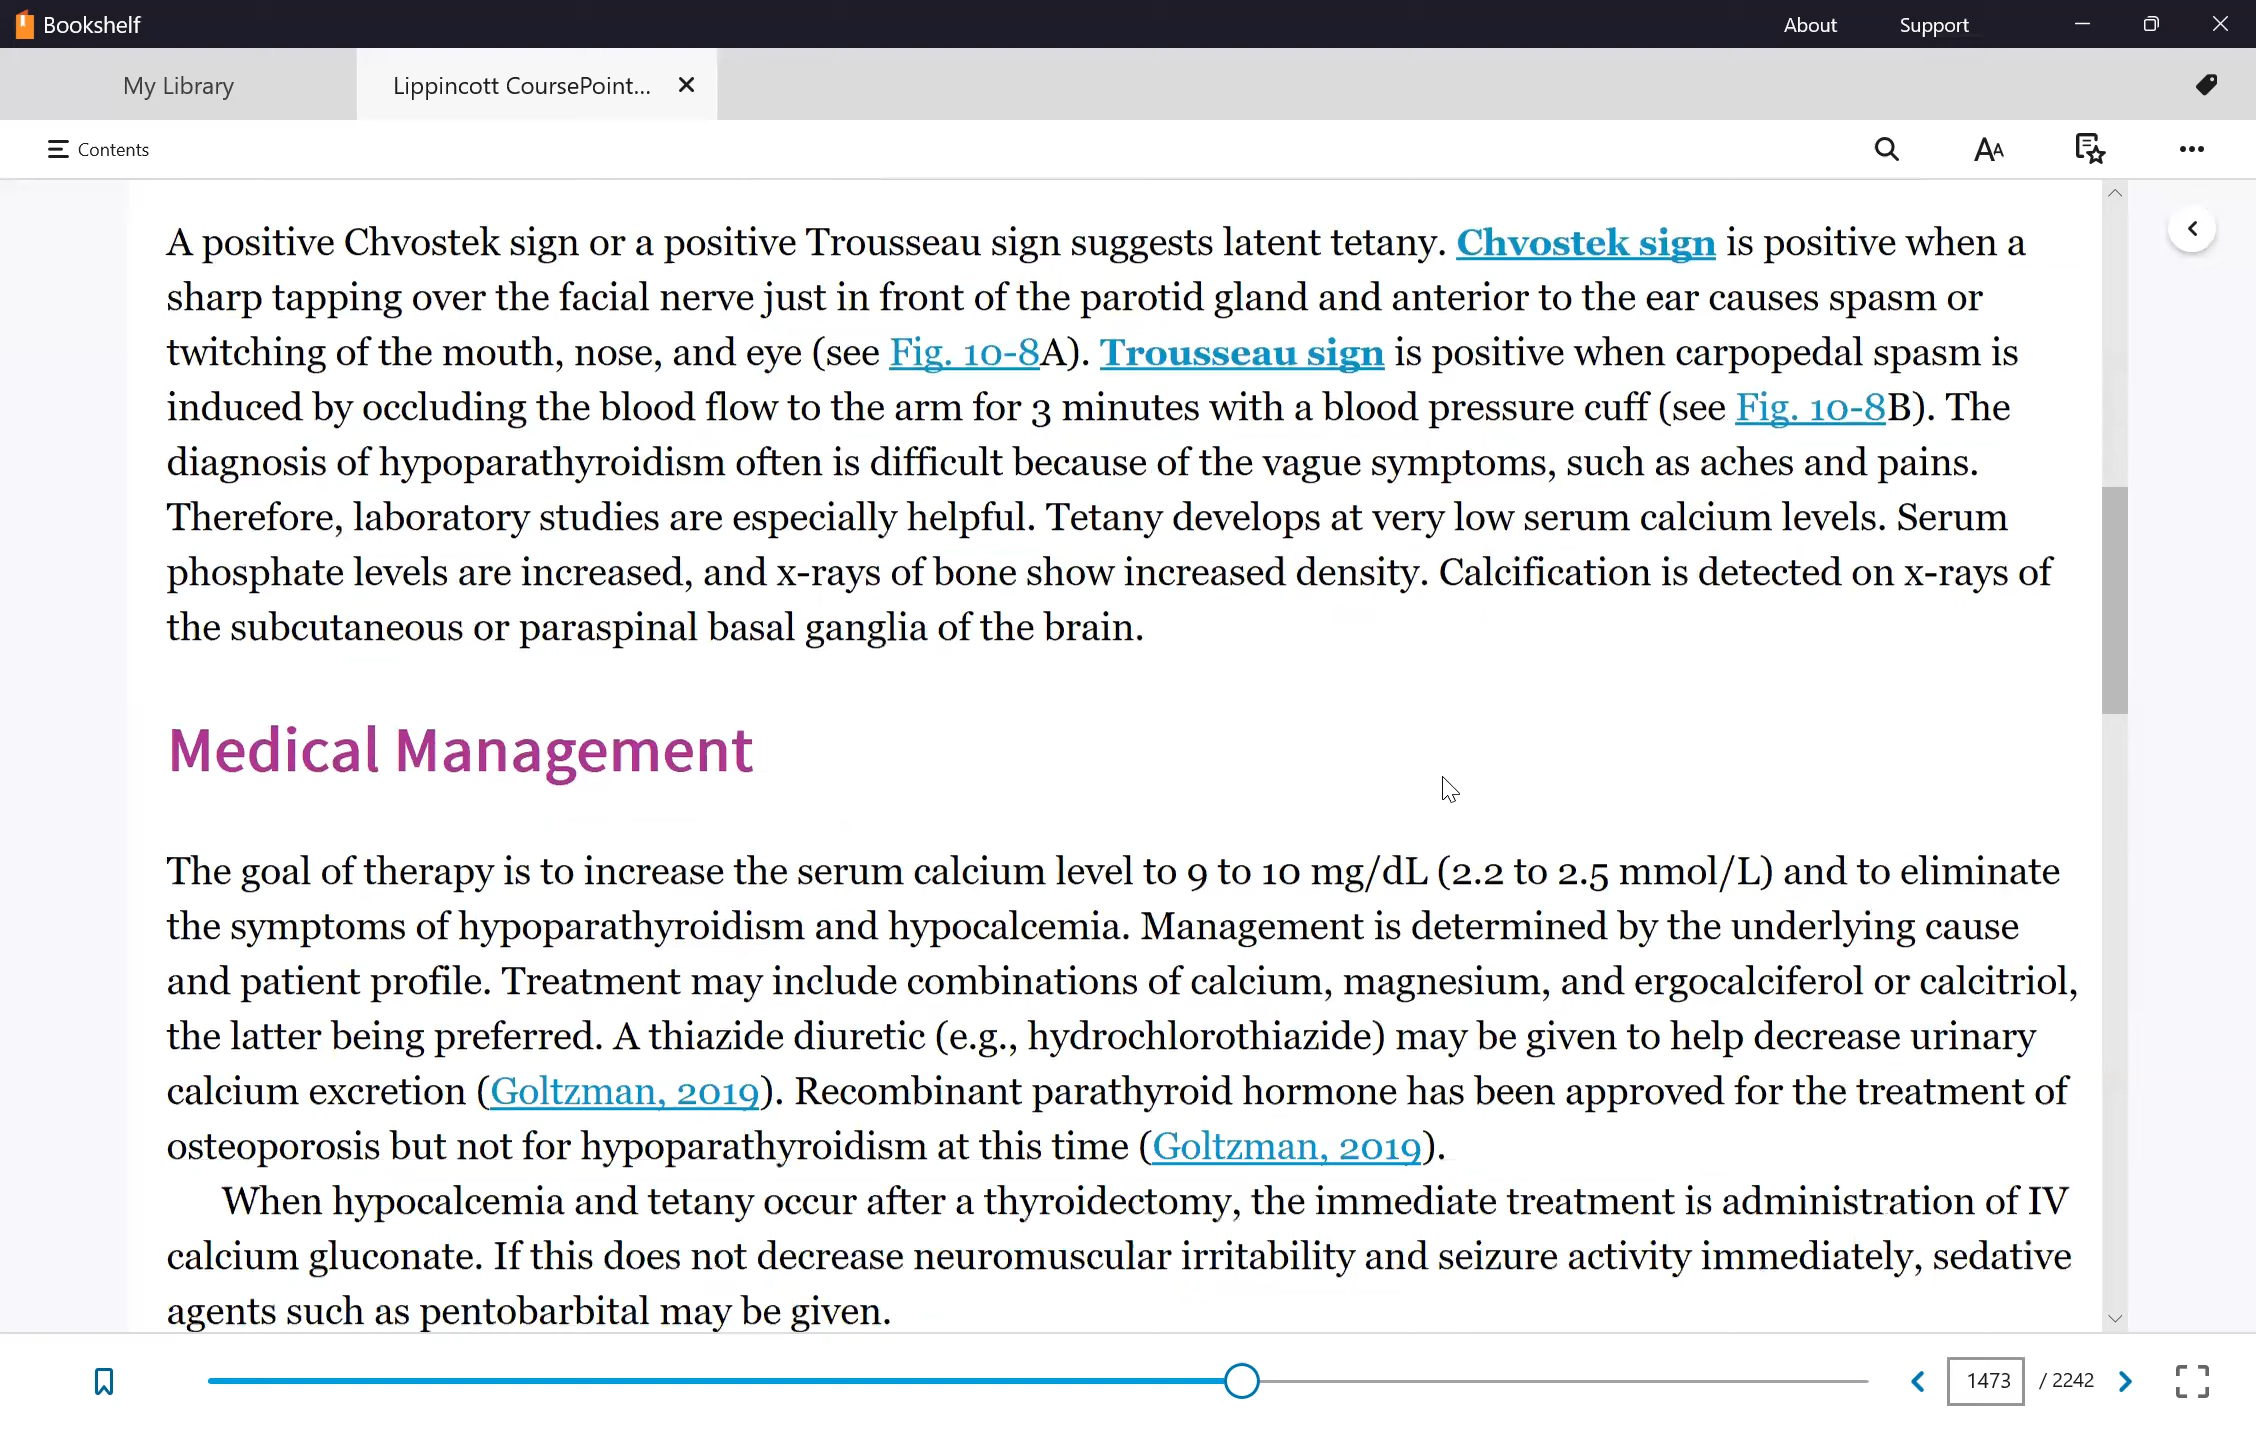 Bookshelf
About
Support
My Library
Lippincott CoursePoint...
Contents
A positive Chvostek sign or a positive Trousseau sign suggests latent tetany. Chvostek sign is positive when a
sharp tapping over the facial nerve just in front of the parotid gland and anterior to the ear causes spasm or
twitching of the mouth, nose, and eye (see Fig. 10-8A). Trousseau sign is positive when carpopedal spasm is
induced by occluding the blood flow to the arm for 3 minutes with a blood pressure cuff (see Fig. 10-8B). The
diagnosis of hypoparathyroidism often is difficult because of the vague symptoms, such as aches and pains.
Therefore, laboratory studies are especially helpful. Tetany develops at very low serum calcium levels. Serum
phosphate levels are increased, and x-rays of bone show increased density. Calcification is detected on x-rays of
the subcutaneous or paraspinal basal ganglia of the brain.
Medical Management
The goal of therapy is to increase the serum calcium level to 9 to 10 mg/dL (2.2 to 2.5 mmol/L) and to eliminate
the symptoms of hypoparathyroidism and hypocalcemia. Management is determined by the underlying cause
and patient profile. Treatment may include combinations of calcium, magnesium, and ergocalciferol or calcitriol,
the latter being preferred. A thiazide diuretic (e.g., hydrochlorothiazide) may be given to help decrease urinary
calcium excretion (Goltzman, 2019). Recombinant parathyroid hormone has been approved for the treatment of
osteoporosis but not for hypoparathyroidism at this time (Goltzman, 2019).
When hypocalcemia and tetany occur after a thyroidectomy, the immediate treatment is administration of IV
calcium gluconate. If this does not decrease neuromuscular irritability and seizure activity immediately, sedative
agents such as pentobarbital may be given.
1473 / 2242